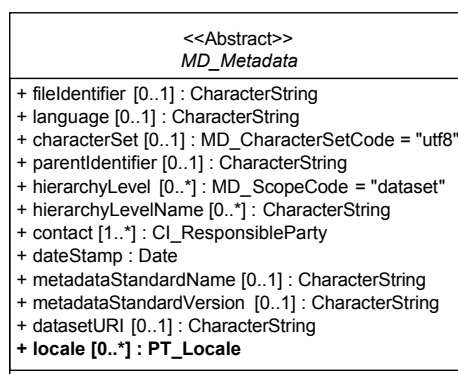 <<Abstract>>
MD_Metadata
+ fileIdentifier [0..1] : CharacterString
+ language [0..1] : CharacterString
+ characterSet [0..1] : MD_CharacterSetCode = "utf8"
+ parentIdentifier [0..1] : CharacterString
+ hierarchyLevel [0..*] : MD_ScopeCode = "dataset"
+ hierarchyLevelName [0..*] : CharacterString
+ contact [1..*] : CI_ResponsibleParty
+ dateStamp : Date
+ metadataStandardName [0..1] : CharacterString
+ metadataStandardVersion [0..1] : CharacterString
+ datasetURI [0..1] : CharacterString
+ locale [0..*] : PT_Locale